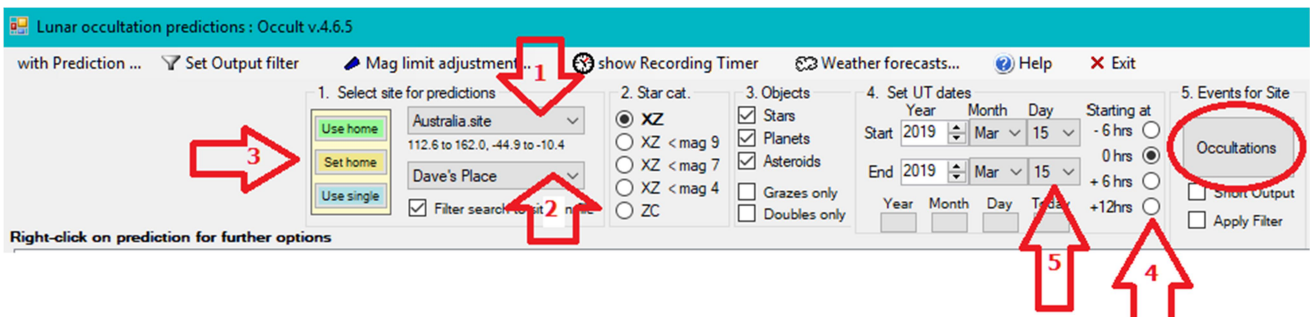 Lunar occultation predictions : Occult v.4.6.5
with Prediction ... Set Output filter Mag limit adjustment... show Recording Timer Weather forecasts... Help Exit
1
1. Select site for predictions
Use home
Set home
Use single
Australia.site
112.6 to 162.0, -44.9 to -10.4
Dave's Place
Filter search to sit
3
2
2. Star cat.
XZ
XZ < mag 9
XZ < mag 7
XZ < mag 4
ZC
3. Objects
Stars
Planets
Asteroids
Grazes only
Doubles only
4. Set UT dates
Year Month Day
Start 2019 Mar 15
End 2019 Mar 15
Year Month Day Today
Starting at
- 6 hrs
0 hrs
+ 6 hrs
+12hrs
5. Events for Site
Occultations
Short Output
Apply Filter
Right-click on prediction for further options
5
4